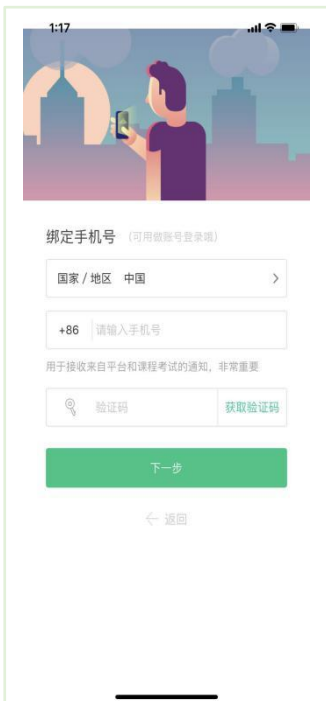 1:17
绑定手机号 (可用做账号登录哦)
国家 / 地区 中国
+86 请输入手机号
用于接收来自平台和课程考试的通知,非常重要
验证码 获取验证码
下一步
← 返回